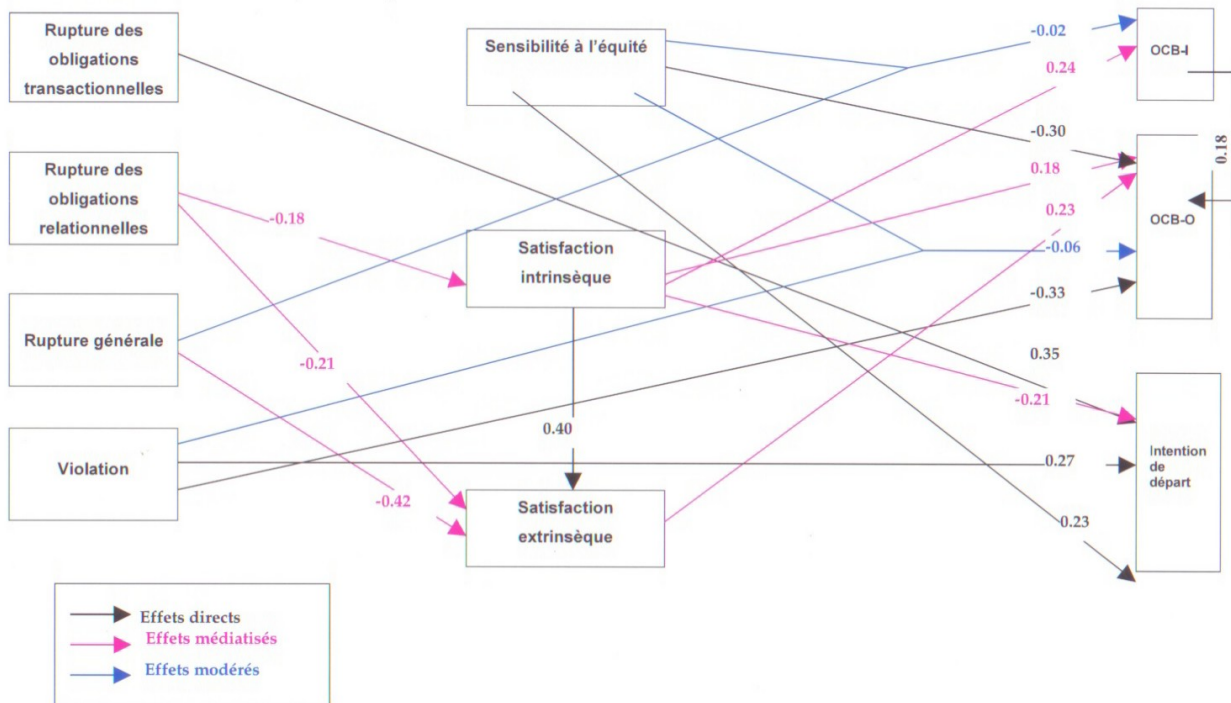 Rupture des
obligations
transactionnelles
Sensibilité à l'équité
-0.02
OCB-I
0.24
-0.30
0.18
0.18
Rupture des
obligations
relationnelles
-0.18
0.23
OCB-O
Satisfaction
intrinsèque
-0.06
-0.33
Rupture générale
-0.21
0.35
-0.21
0.40
Violation
0.27
Intention
de
départ
-0.42
Satisfaction
extrinsèque
0.23
Effets directs
Effets médiatisés
Effets modérés